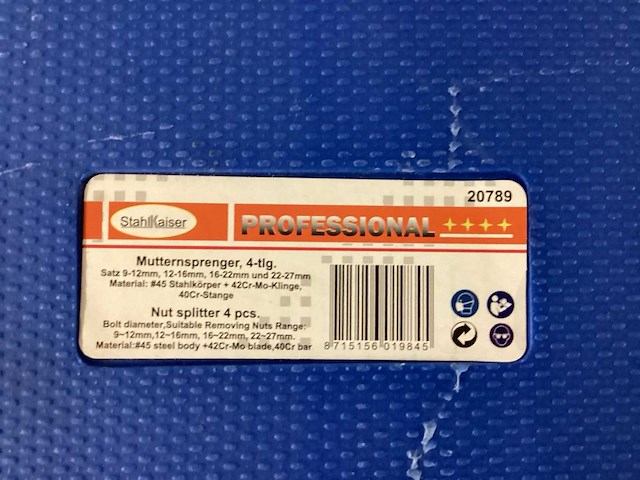 20789
StahlKaiser
PROFESSIONAL
Mutternsprenger, 4-tlg.
Satz 9-12mm, 12-16mm, 16-22mm und 22-27mm
Material: #45 Stahlkörper + 42Cr-Mo-Klinge,
40Cr-Stange
Nut splitter 4 pcs.
Bolt diameter,Suitable Removing Nuts Range:
9~12mm,12~16mm, 16~22mm, 22~27mm.
Material:#45 steel body +42Cr-Mo blade,40Cr bar
8715156 019845